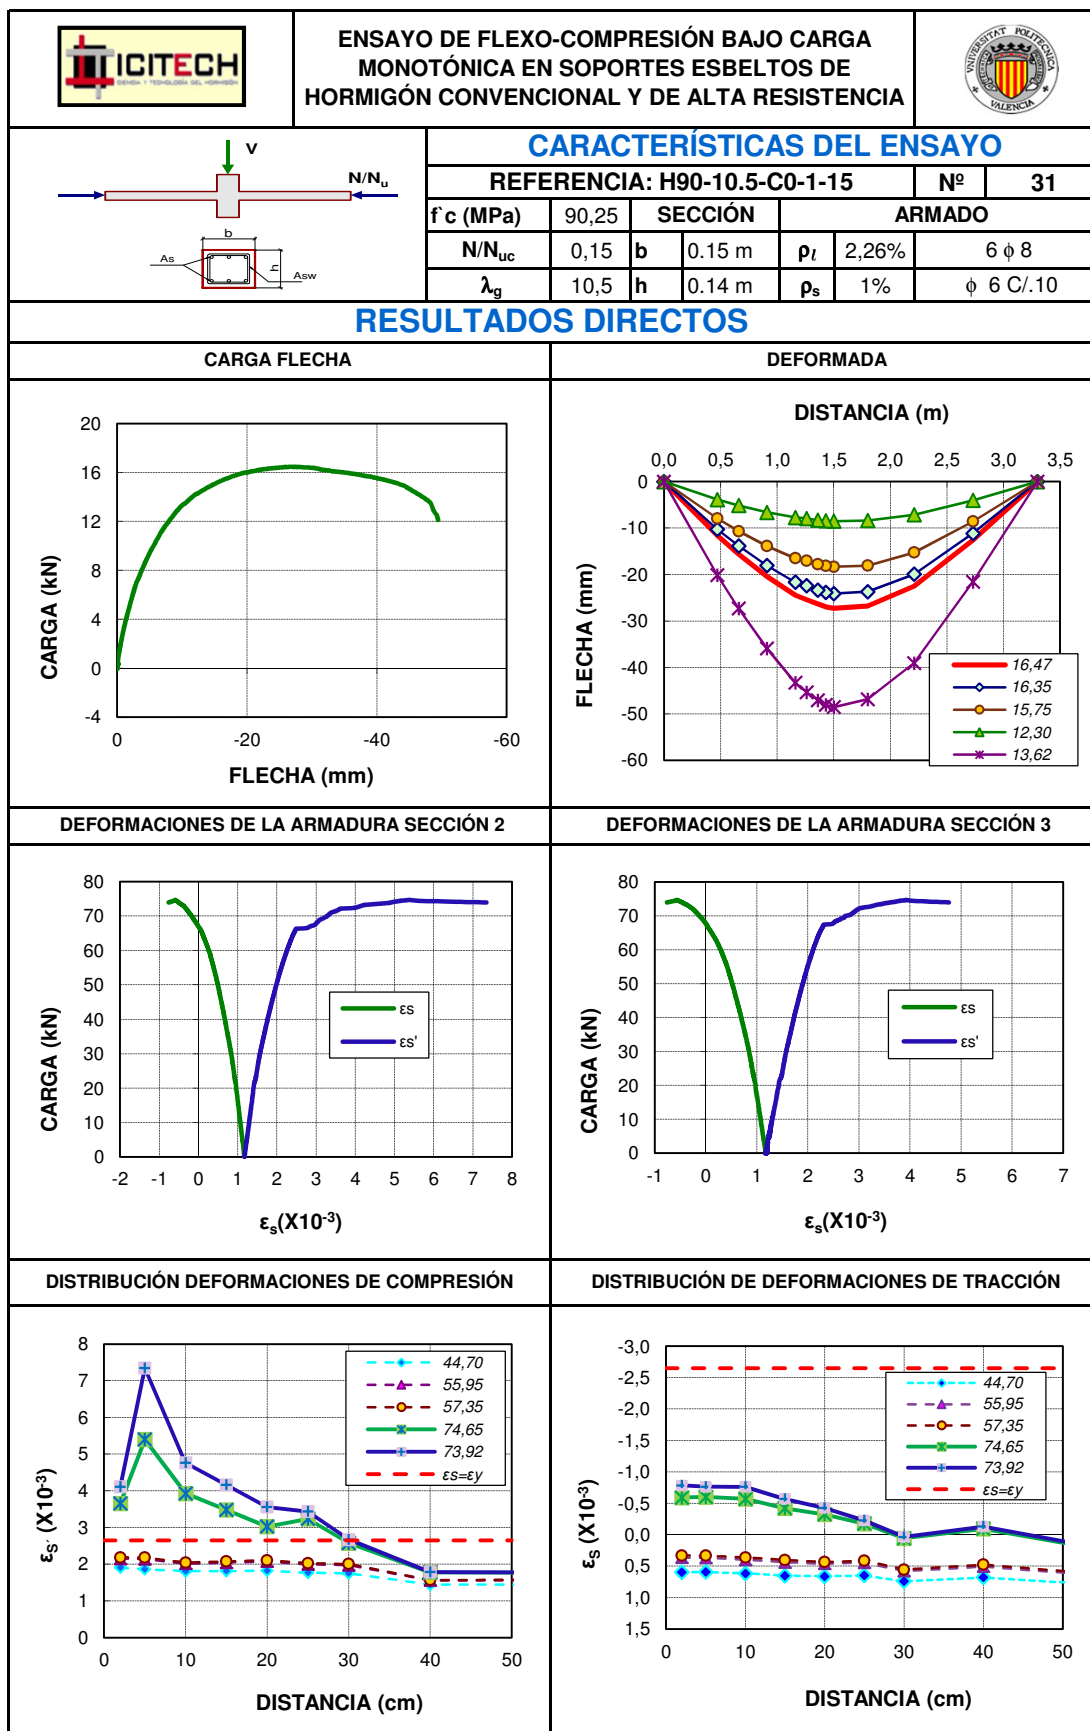 ICITECH
CIENCIA Y TECNOLOGÍA DEL HORMIGÓN
ENSAYO DE FLEXO-COMPRESIÓN BAJO CARGA
MONOTÓNICA EN SOPORTES ESBELTOS DE
HORMIGÓN CONVENCIONAL Y DE ALTA RESISTENCIA
UNIVERSITAT POLITECNICA
VALENCIA
V
N/Nu
b
As
h
Asw
CARACTERÍSTICAS DEL ENSAYO
REFERENCIA: H90-10.5-C0-1-15 Nº 31
f`c (MPa) 90,25 SECCIÓN ARMADO
N/Nuc 0,15 b 0.15 m ρl 2,26% 6 ϕ 8
λg 10,5 h 0.14 m ρs 1% ϕ 6 C/.10
RESULTADOS DIRECTOS
CARGA FLECHA
20
16
12
8
4
0
-4
0 -20 -40 -60
CARGA (kN)
FLECHA (mm)
DEFORMADA
DISTANCIA (m)
0,0 0,5 1,0 1,5 2,0 2,5 3,0 3,5
0
-10
-20
-30
-40
-50
-60
FLECHA (mm)
16,47
16,35
15,75
12,30
13,62
DEFORMACIONES DE LA ARMADURA SECCIÓN 2
80
70
60
50
40
30
20
10
0
-2 -1 0 1 2 3 4 5 6 7 8
CARGA (kN)
εs
εs'
εs(X10-3)
DEFORMACIONES DE LA ARMADURA SECCIÓN 3
80
70
60
50
40
30
20
10
0
-1 0 1 2 3 4 5 6 7
CARGA (kN)
εs
εs'
εs(X10-3)
DISTRIBUCIÓN DEFORMACIONES DE COMPRESIÓN
8
7
6
5
4
3
2
1
0
0 10 20 30 40 50
εS' (X10-3)
44,70
55,95
57,35
74,65
73,92
εs=εy
DISTANCIA (cm)
DISTRIBUCIÓN DE DEFORMACIONES DE TRACCIÓN
-3,0
-2,5
-2,0
-1,5
-1,0
-0,5
0,0
0,5
1,0
1,5
0 10 20 30 40 50
εs (X10-3)
44,70
55,95
57,35
74,65
73,92
εs=εy
DISTANCIA (cm)